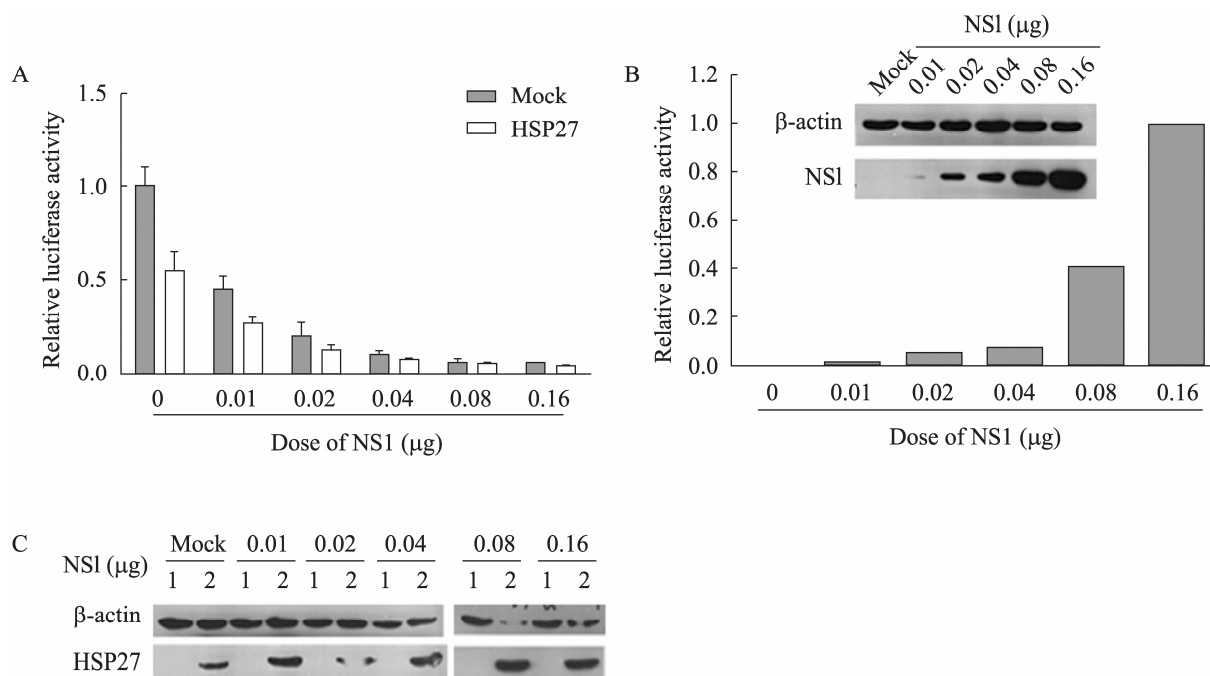 A
Relative luciferase activity
1.5
1.0
0.5
0.0
Mock
HSP27
0 0.01 0.02 0.04 0.08 0.16
Dose of NS1 (μg)
B
Relative luciferase activity
1.2
1.0
0.8
0.6
0.4
0.2
0.0
NSl (μg)
Mock 0.01 0.02 0.04 0.08 0.16
β-actin
NSl
0 0.01 0.02 0.04 0.08 0.16
Dose of NS1 (μg)
C
Mock 0.01 0.02 0.04 0.08 0.16
NSl (μg) 1 2 1 2 1 2 1 2 1 2 1 2
β-actin
HSP27